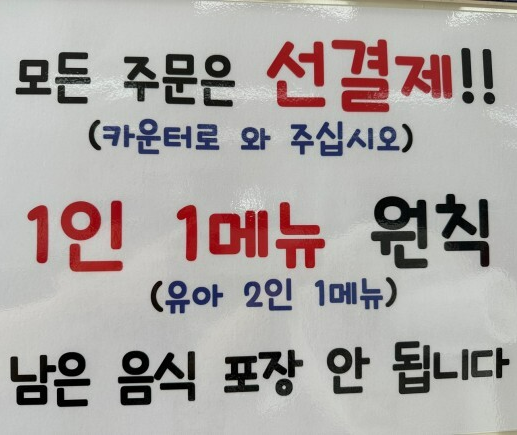 모든 주문은 선결제!!
(카운터로 와 주십시오)
1인 1메뉴 원칙
(유아 2인 1메뉴)
남은 음식 포장 안 됩니다